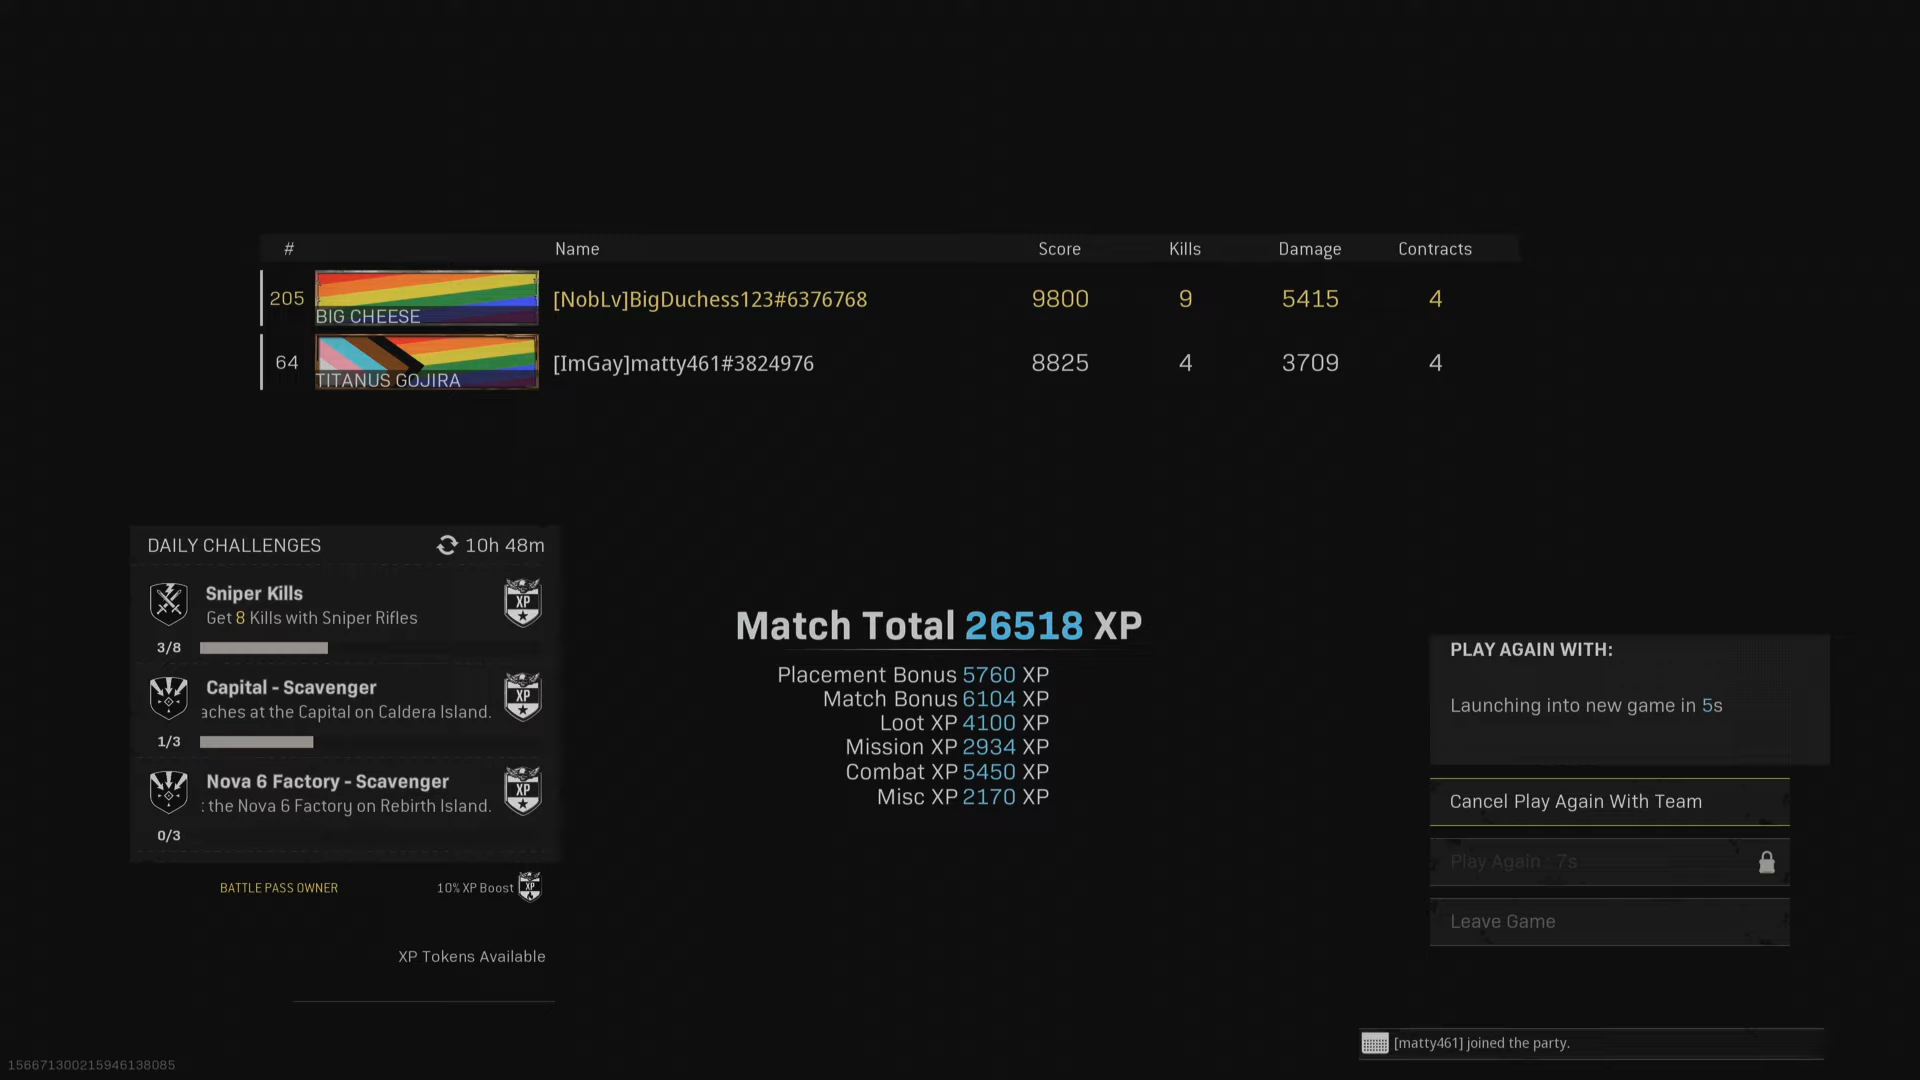 # Name Score Kills Damage Contracts
205 BIG CHEESE [NobLv]BigDuchess123#6376768 9800 9 5415 4
64 TITANUS GOJIRA [ImGay]matty461#3824976 8825 4 3709 4
DAILY CHALLENGES 10h 48m
Sniper Kills
Get 8 Kills with Sniper Rifles
XP
3/8
Capital - Scavenger
aches at the Capital on Caldera Island.
XP
1/3
Nova 6 Factory - Scavenger
: the Nova 6 Factory on Rebirth Island.
XP
0/3
BATTLE PASS OWNER 10% XP Boost XP
XP Tokens Available
Match Total 26518 XP
Placement Bonus 5760 XP
Match Bonus 6104 XP
Loot XP 4100 XP
Mission XP 2934 XP
Combat XP 5450 XP
Misc XP 2170 XP
PLAY AGAIN WITH:
Launching into new game in 5s
Cancel Play Again With Team
Play Again : 7s
Leave Game
[matty461] joined the party.
156671300215946138085